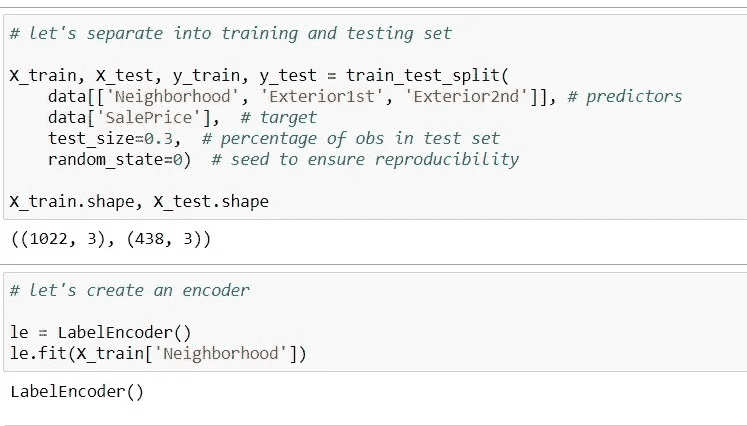 # let's separate into training and testing set
X_train, X_test, y_train, y_test = train_test_split(
data[['Neighborhood', 'Exterior1st', 'Exterior2nd']], # predictors
data['SalePrice'], # target
test_size=0.3, # percentage of obs in test set
random_state=0) # seed to ensure reproducibility
X_train.shape, X_test.shape
((1022, 3), (438, 3))
# let's create an encoder
le = LabelEncoder()
le.fit(X_train['Neighborhood'])
LabelEncoder()